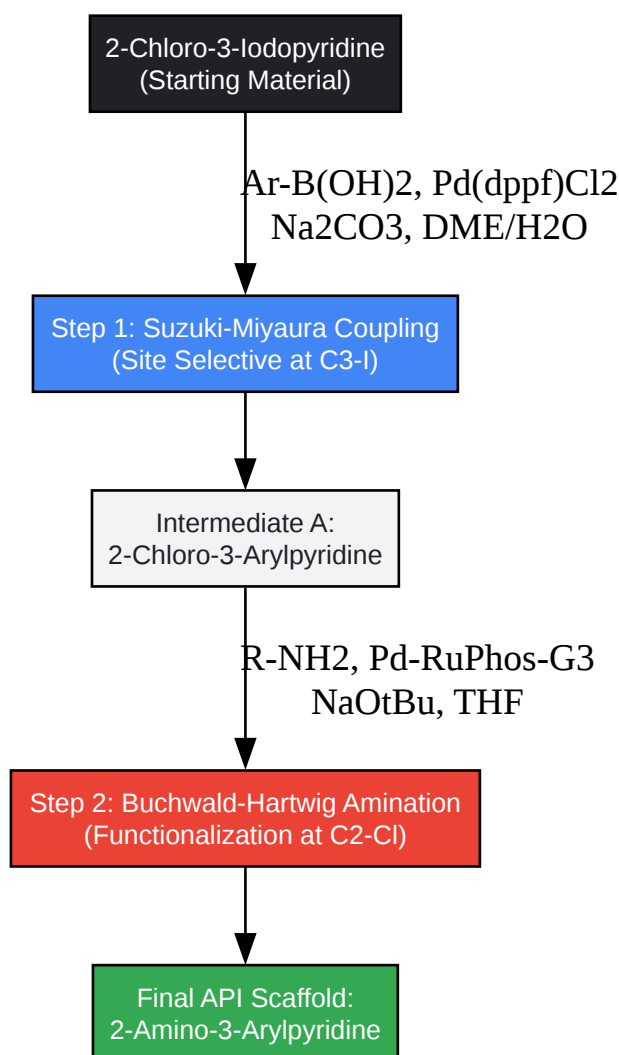 2-Chloro-3-Iodopyridine
(Starting Material)
Ar-B(OH)2, Pd(dppf)Cl2
Na2CO3, DME/H2O
Step 1: Suzuki-Miyaura Coupling
(Site Selective at C3-I)
Intermediate A:
2-Chloro-3-Arylpyridine
R-NH2, Pd-RuPhos-G3
NaOtBu, THF
Step 2: Buchwald-Hartwig Amination
(Functionalization at C2-Cl)
Final API Scaffold:
2-Amino-3-Arylpyridine